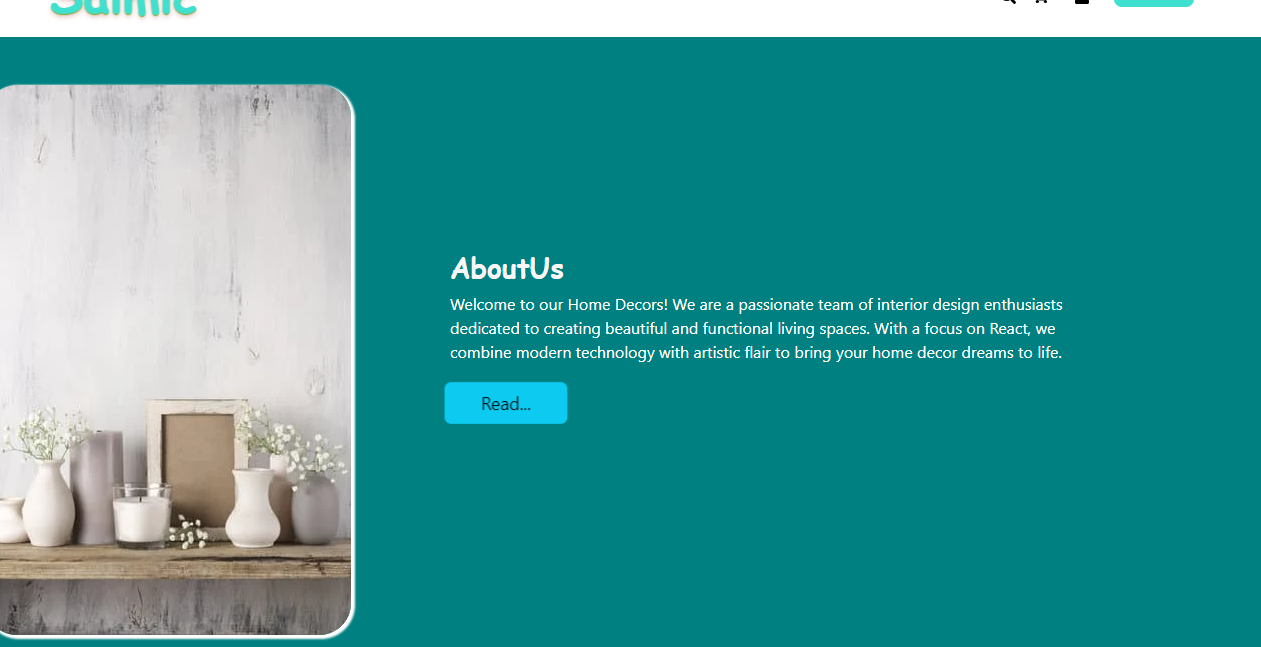 AboutUs
Welcome to our Home Decors! We are a passionate team of interior design enthusiasts
dedicated to creating beautiful and functional living spaces. With a focus on React, we
combine modern technology with artistic flair to bring your home decor dreams to life.
Read...